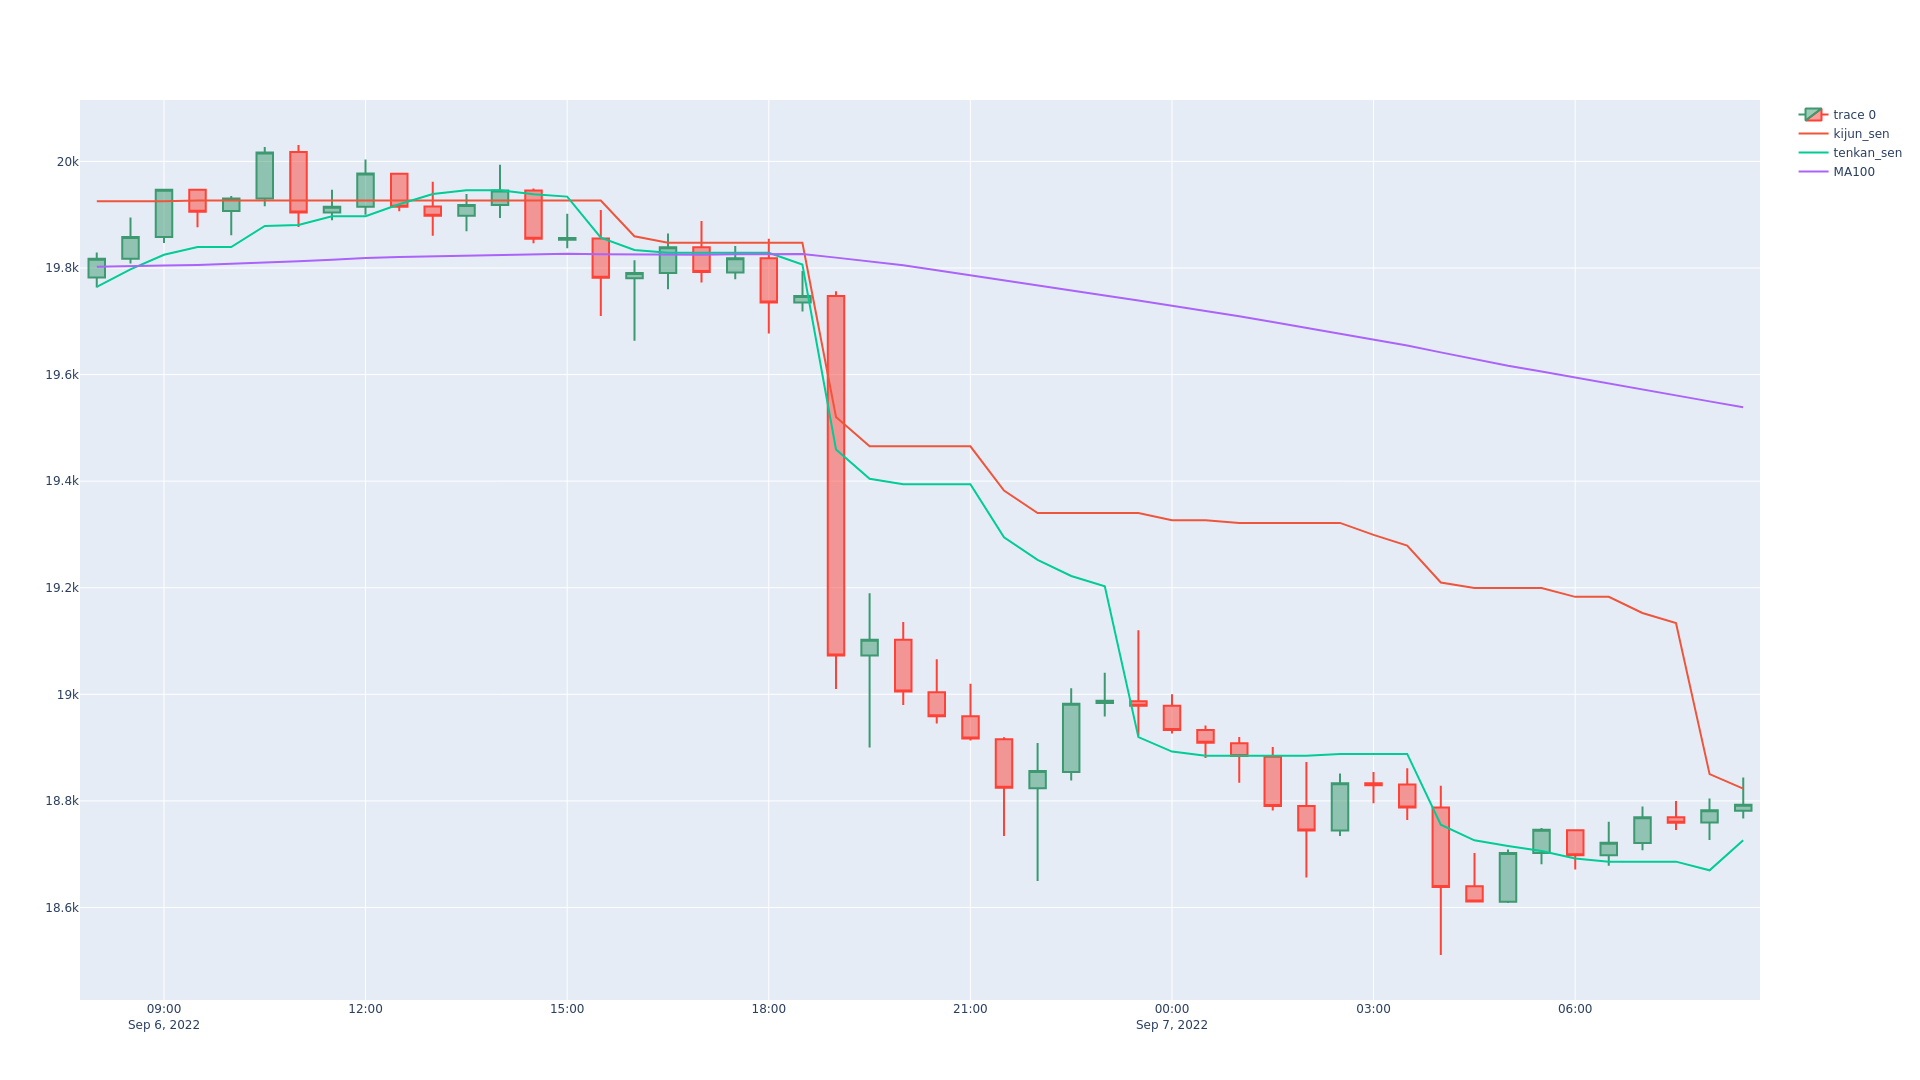 trace 0
kijun_sen
tenkan_sen
MA100
20k
19.8k
19.6k
19.4k
19.2k
19k
18.8k
18.6k
09:00 12:00 15:00 18:00 21:00 00:00 03:00 06:00
Sep 6, 2022 Sep 7, 2022